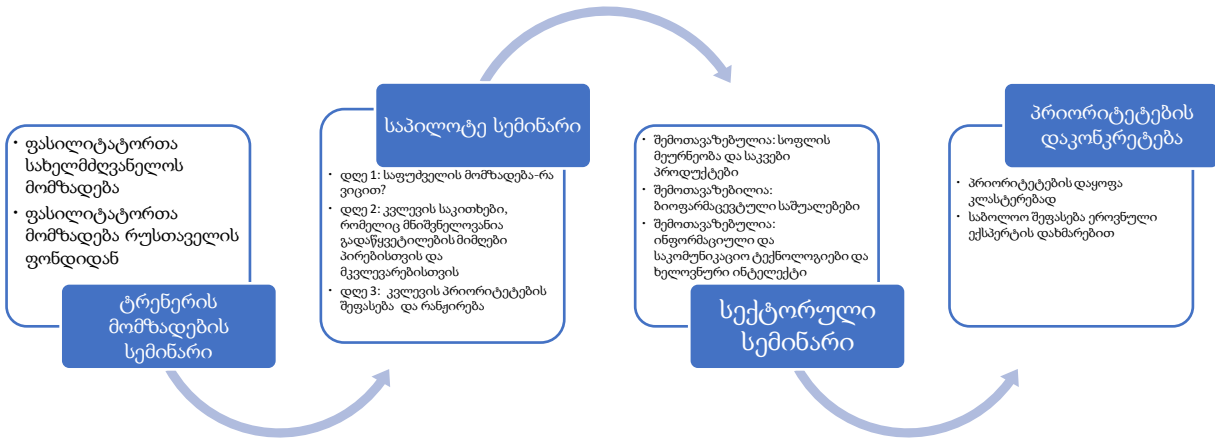 • ფასილიტატორთა
სახელმძღვანელოს
მომზადება
• ფასილიტატორთა
მომზადება რუსთაველის
ფონდიდან
ტრენერის
მომზადების
სემინარი
საპილოტე სემინარი
• დღე 1: საფუძველის მომზადება-რა
ვიცით?
• დღე 2: კვლევის საკითხები,
რომელიც მნიშვნელოვანია
გადაწყვეტილების მიმღები
პირებისთვის და
მკვლევარებისთვის
• დღე 3: კვლევის პრიორიტეტების
შეფასება და რანჟირება
• შემოთავაზებულია: სოფლის
მეურნეობა და საკვები
პროდუქტები
• შემოთავაზებილია:
ბიოფარმაცევტული საშუალებები
• შემოთავაზებულია:
ინფორმაციული და
საკომუნიკაციო ტექნოლოგიები და
ხელოვნური ინტელექტი
სექტორული
სემინარი
პრიორიტეტების
დაკონკრეტება
• პრიორიტეტების დაყოფა
კლასტერებად
• საბოლოო შეფასება ეროვნული
ექსპერტის დახმარებით